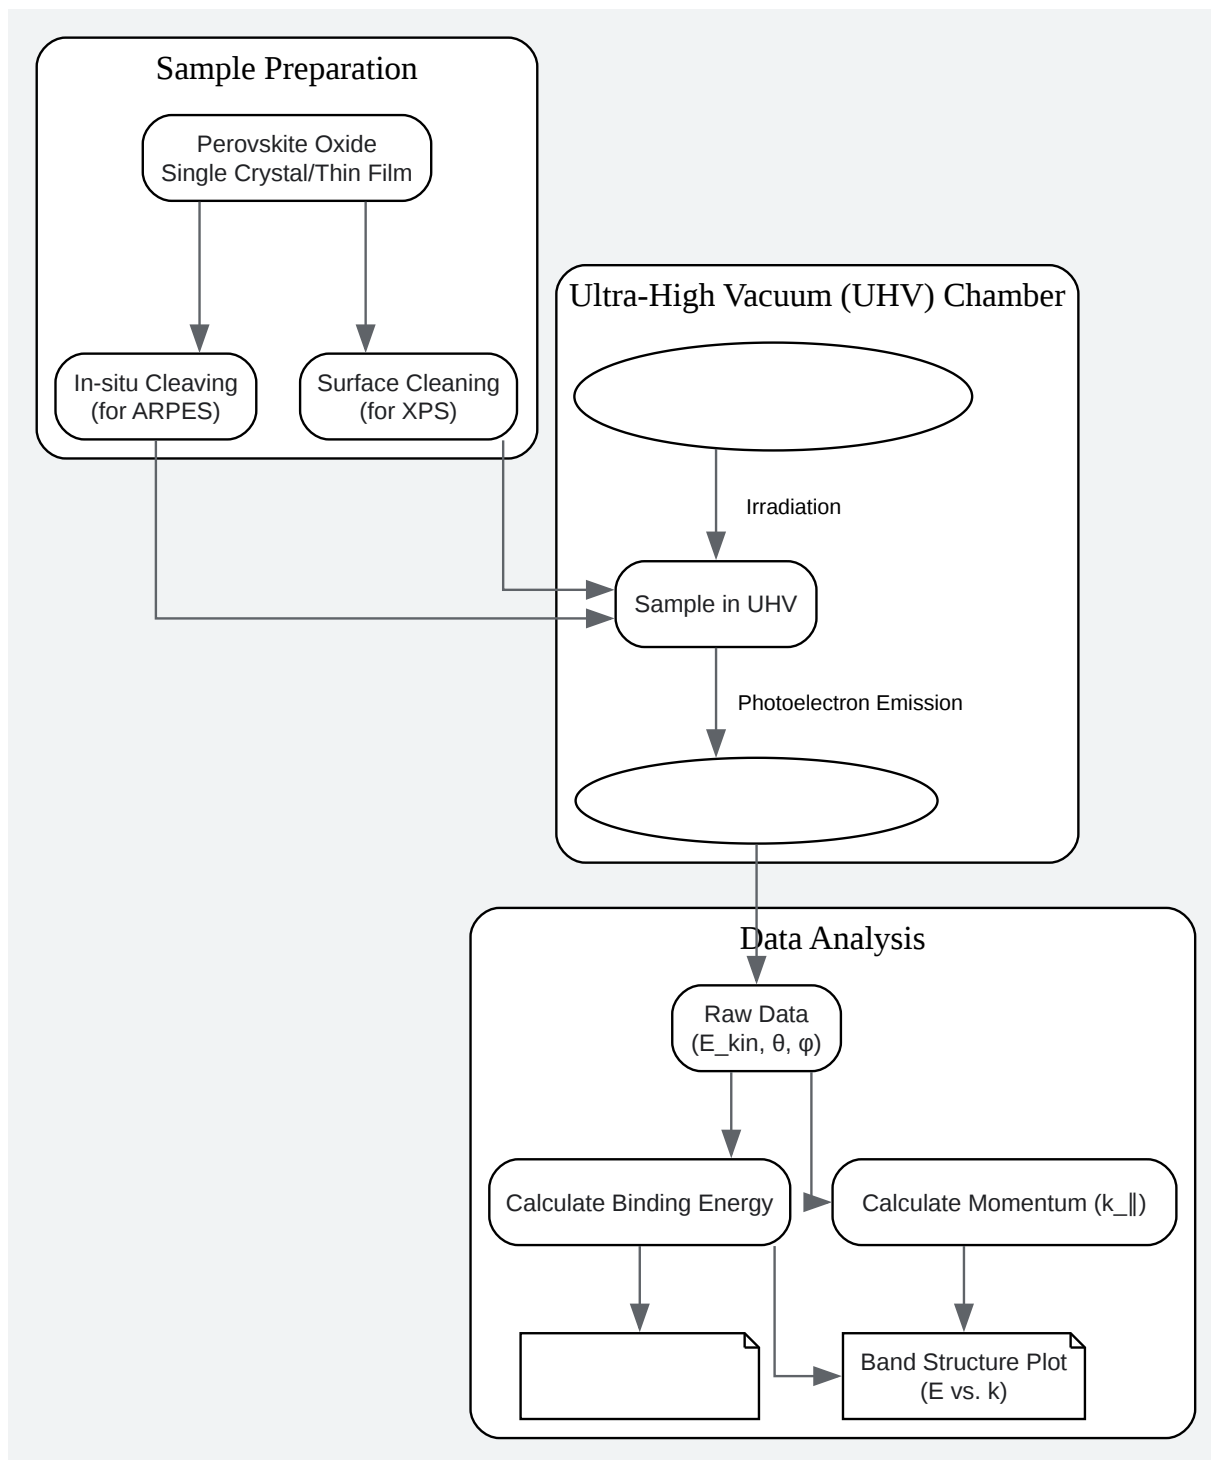 Sample Preparation
Perovskite Oxide
Single Crystal/Thin Film
In-situ Cleaving
(for ARPES)
Surface Cleaning
(for XPS)
Ultra-High Vacuum (UHV) Chamber
Irradiation
Sample in UHV
Photoelectron Emission
Data Analysis
Raw Data
(E_kin, θ, φ)
Calculate Binding Energy
Calculate Momentum (k_∥)
Band Structure Plot
(E vs. k)